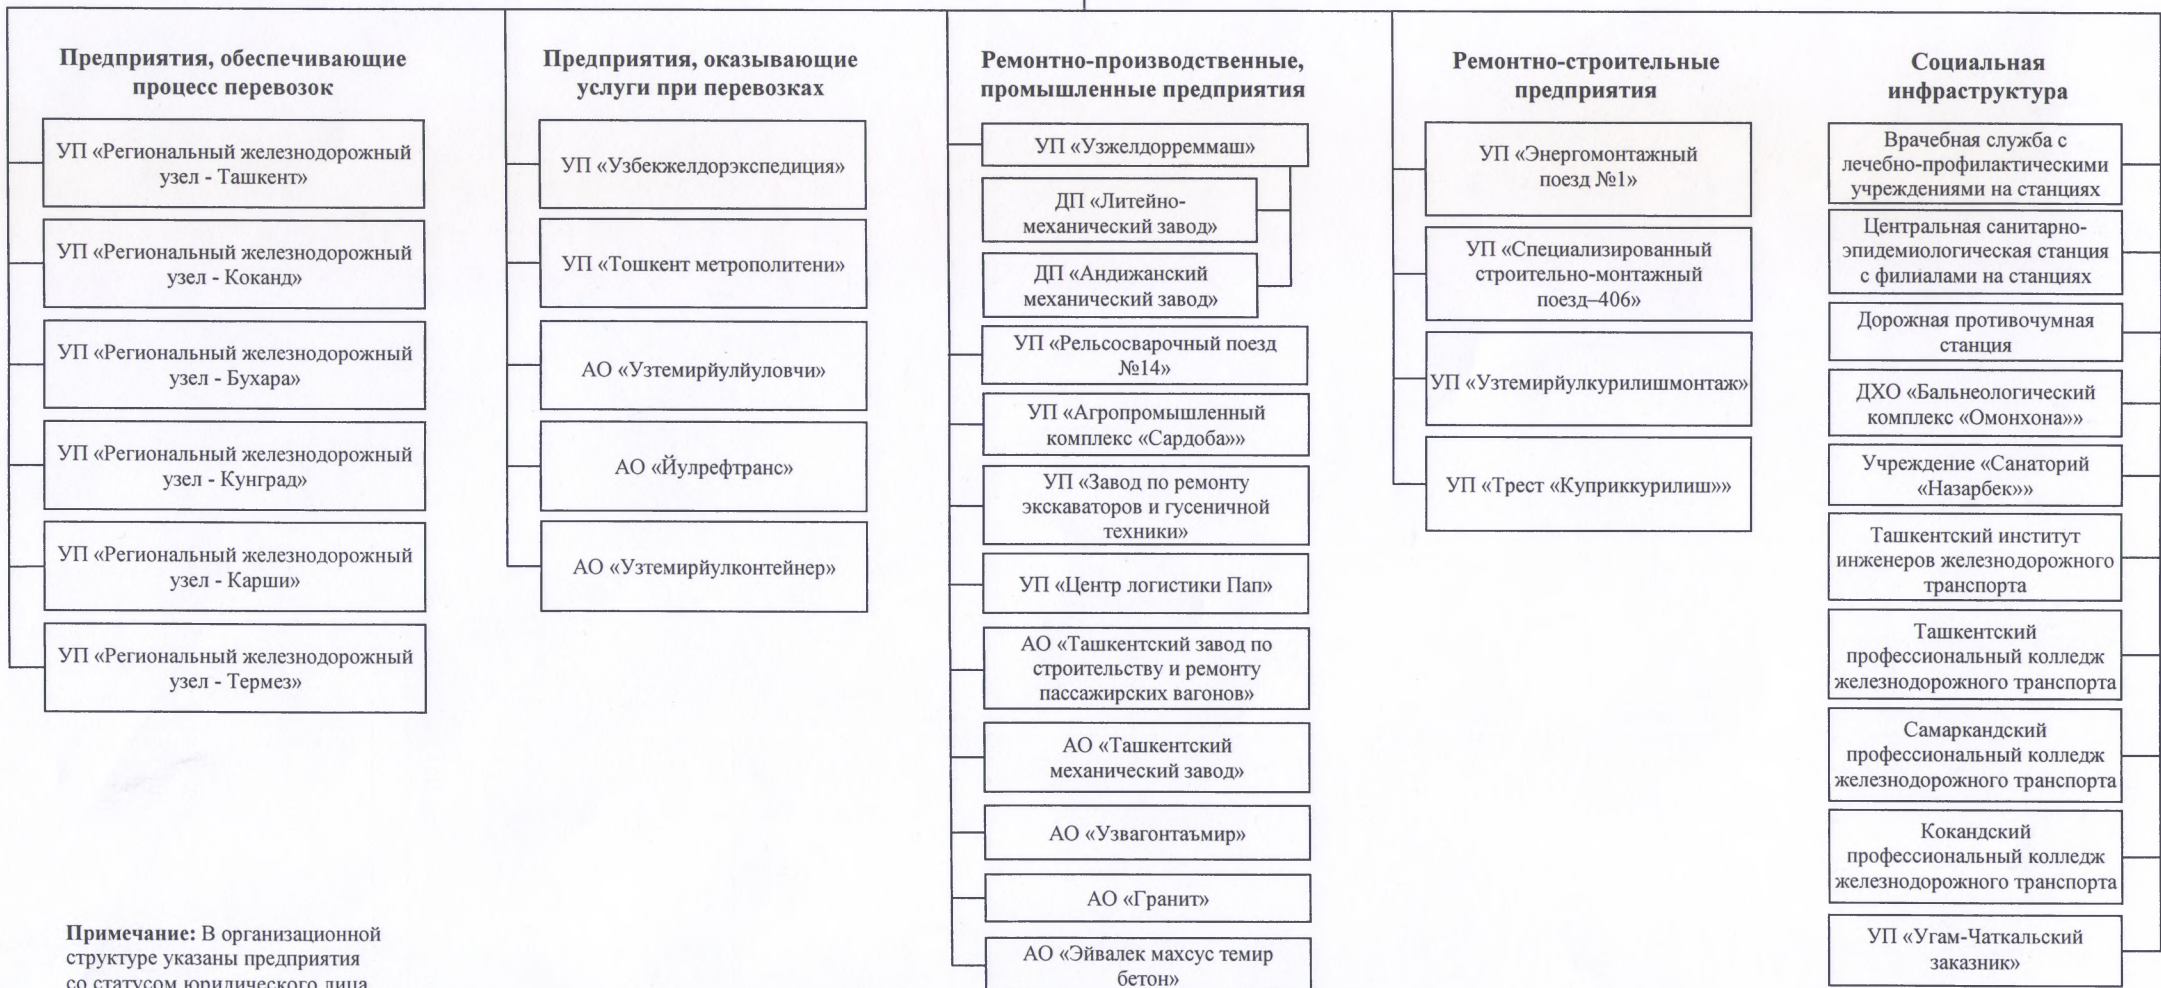 Предприятия, обеспечивающие
процесс перевозок
УП «Региональный железнодорожный
узел - Ташкент»
УП «Региональный железнодорожный
узел - Коканд»
УП «Региональный железнодорожный
узел - Бухара»
УП «Региональный железнодорожный
узел - Кунград»
УП «Региональный железнодорожный
узел - Карши»
УП «Региональный железнодорожный
узел - Термез»
Примечание: В организационной
структуре указаны предприятия
со статусом юридического лица
Предприятия, оказывающие
услуги при перевозках
УП «Узбекжелдорэкспедиция»
УП «Тошкент метрополитени»
АО «Узтемирйулйуловчи»
АО «Йулрефтранс»
АО «Узтемирйулконтейнер»
Ремонтно-производственные,
промышленные предприятия
УП «Узжелдорреммаш»
ДП «Литейно-
механический завод»
ДП «Андижанский
механический завод»
УП «Рельсосварочный поезд
№14»
УП «Агропромышленный
комплекс «Сардоба»»
УП «Завод по ремонту
экскаваторов и гусеничной
техники»
УП «Центр логистики Пап»
АО «Ташкентский завод по
строительству и ремонту
пассажирских вагонов»
АО «Ташкентский
механический завод»
АО «Узвагонтаъмир»
АО «Гранит»
АО «Эйвалек махсус темир
бетон»
Ремонтно-строительные
предприятия
УП «Энергомонтажный
поезд №1»
УП «Специализированный
строительно-монтажный
поезд–406»
УП «Узтемирйулкурилишмонтаж»
УП «Трест «Куприккурилиш»»
Социальная
инфраструктура
Врачебная служба с
лечебно-профилактическими
учреждениями на станциях
Центральная санитарно-
эпидемиологическая станция
с филиалами на станциях
Дорожная противочумная
станция
ДХО «Бальнеологический
комплекс «Омонхона»»
Учреждение «Санаторий
«Назарбек»»
Ташкентский институт
инженеров железнодорожного
транспорта
Ташкентский
профессиональный колледж
железнодорожного транспорта
Самаркандский
профессиональный колледж
железнодорожного транспорта
Кокандский
профессиональный колледж
железнодорожного транспорта
УП «Угам-Чаткальский
заказник»